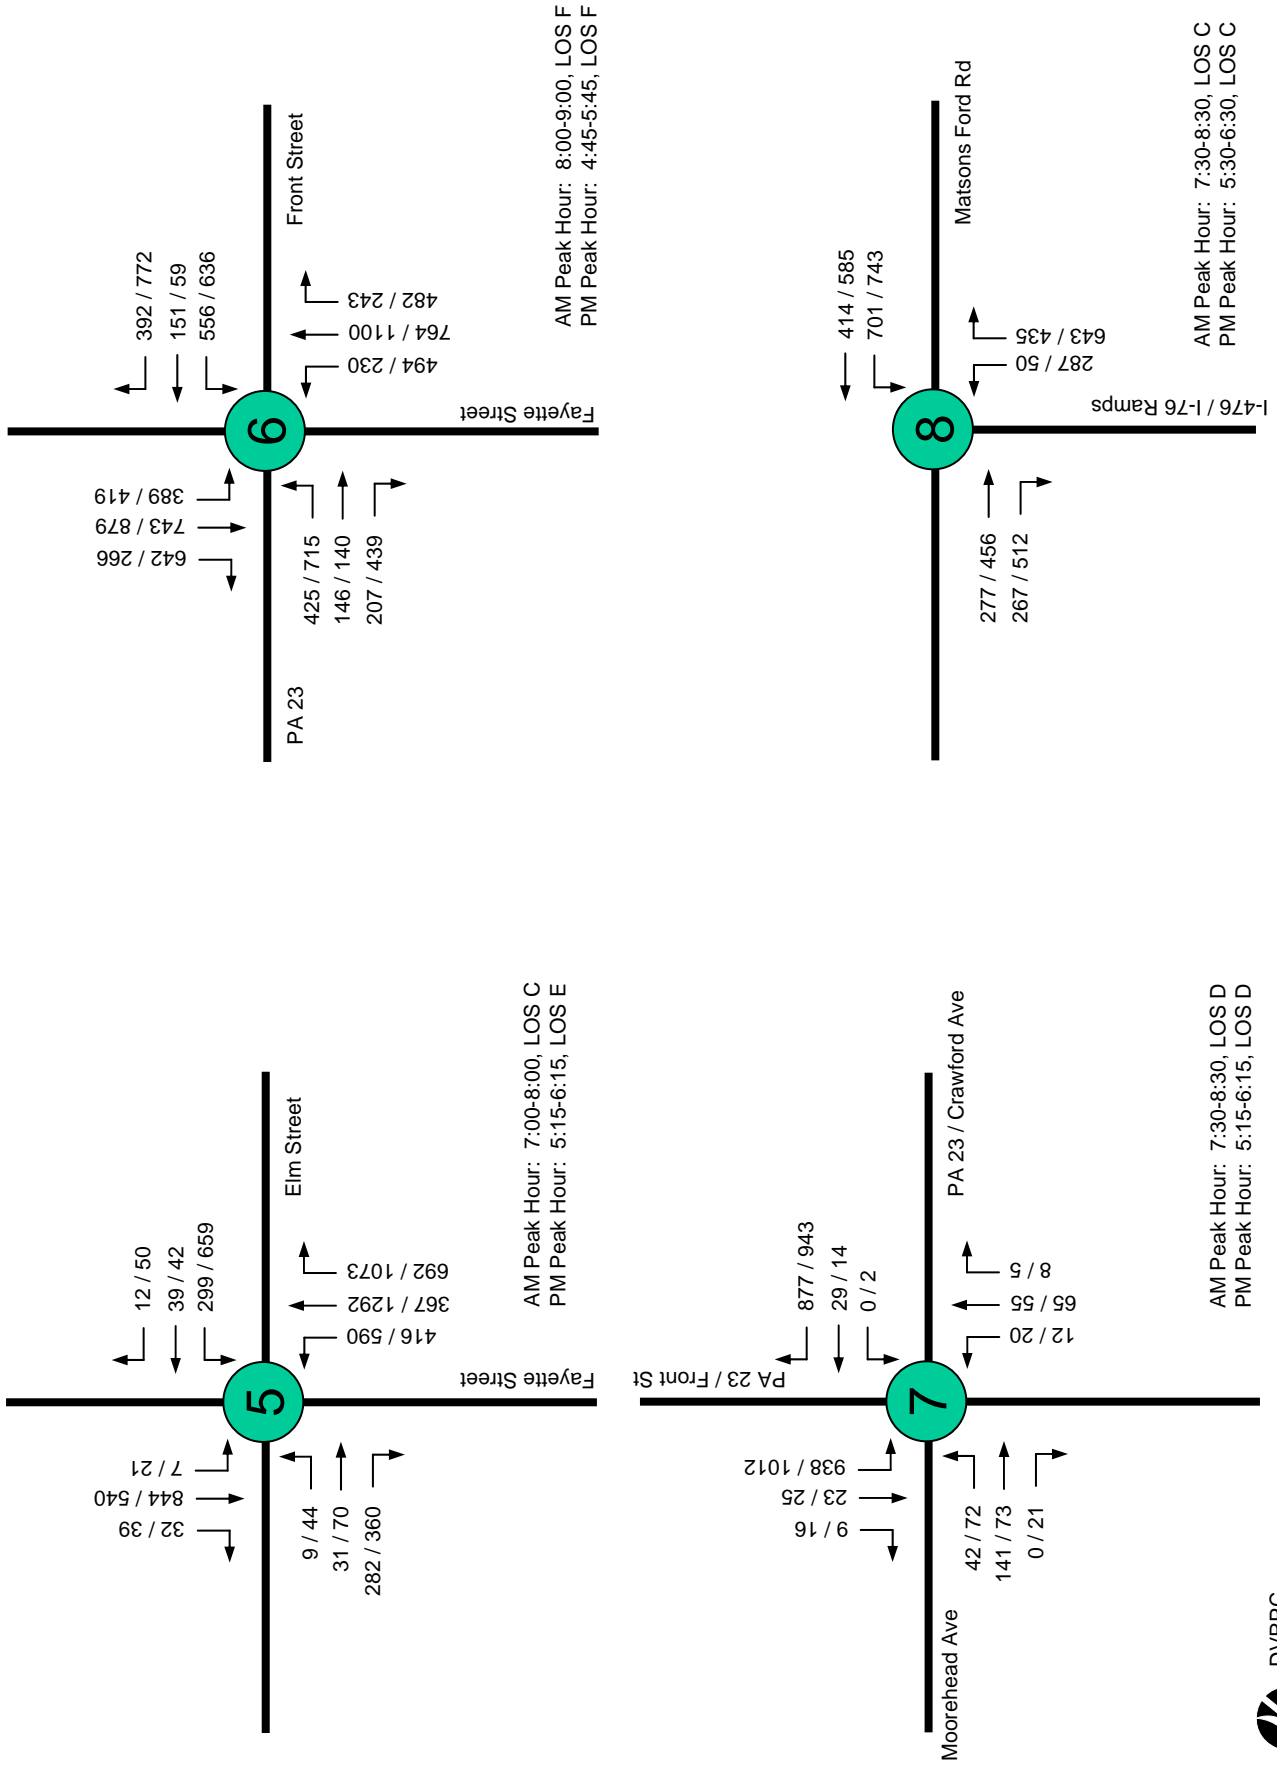 7 / 21
844 / 540
32 / 39
12 / 50
39 / 42
299 / 659
5
Elm Street
9 / 44
31 / 70
282 / 360
416 / 590
367 / 1292
692 / 1073
Fayette Street
AM Peak Hour: 7:00-8:00, LOS C
PM Peak Hour: 5:15-6:15, LOS E
389 / 419
743 / 879
642 / 266
392 / 772
151 / 59
556 / 636
6
PA 23
Front Street
425 / 715
146 / 140
207 / 439
494 / 230
764 / 1100
482 / 243
Fayette Street
AM Peak Hour: 8:00-9:00, LOS F
PM Peak Hour: 4:45-5:45, LOS F
PA 23 / Front St
938 / 1012
23 / 25
9 / 16
877 / 943
29 / 14
0 / 2
7
Moorehead Ave
PA 23 / Crawford Ave
42 / 72
141 / 73
0 / 21
12 / 20
65 / 55
8 / 5
AM Peak Hour: 7:30-8:30, LOS D
PM Peak Hour: 5:15-6:15, LOS D
414 / 585
701 / 743
8
Matsons Ford Rd
277 / 456
267 / 512
287 / 50
643 / 435
I-476 / I-76 Ramps
AM Peak Hour: 7:30-8:30, LOS C
PM Peak Hour: 5:30-6:30, LOS C